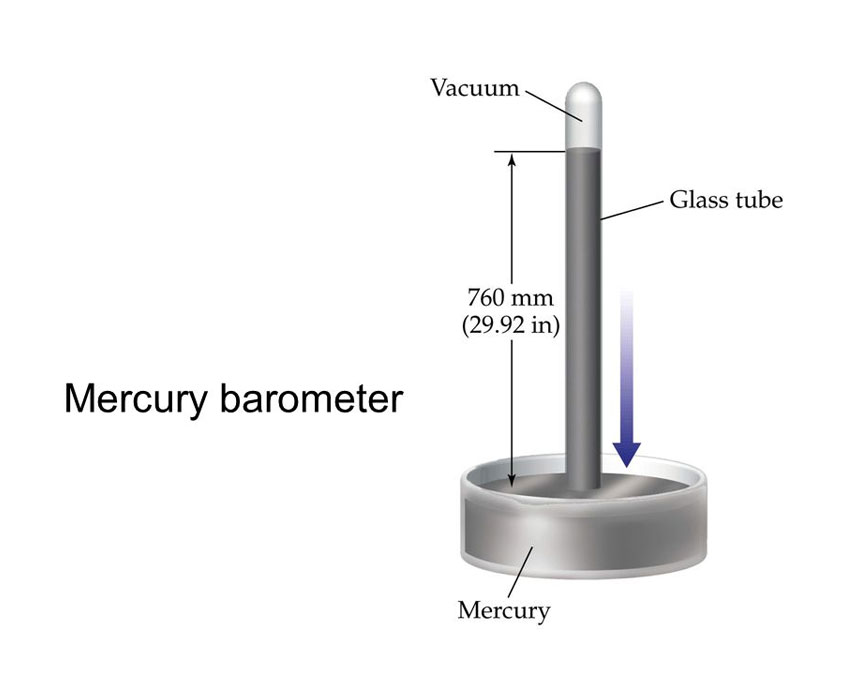 Vacuum
Glass tube
760 mm
(29.92 in)
Mercury barometer
Mercury